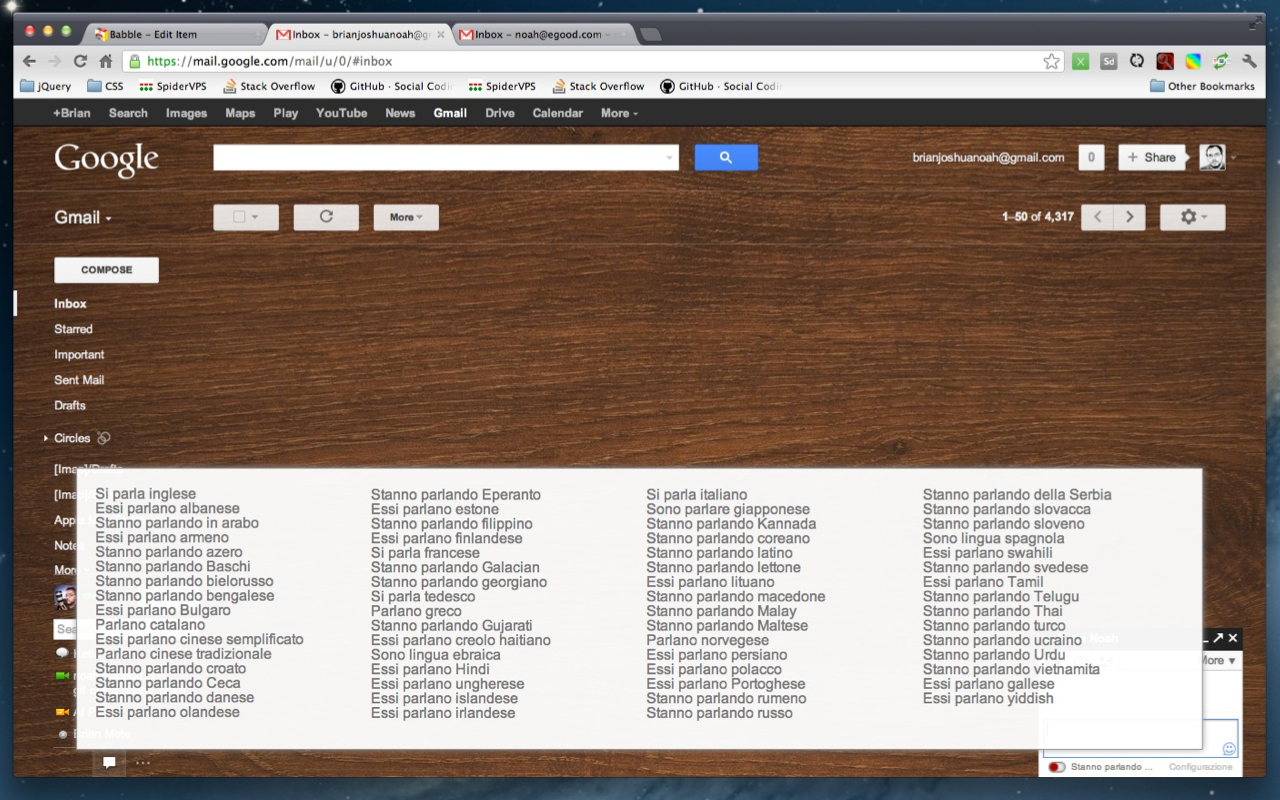 Babble – Edit Item
Inbox – brianjoshuanoah@g
Inbox – noah@egood.com –
https://mail.google.com/mail/u/0/#inbox
jQuery
CSS
SpiderVPS
Stack Overflow
GitHub · Social Codin
SpiderVPS
Stack Overflow
GitHub · Social Codin
Other Bookmarks
+Brian
Search
Images
Maps
Play
YouTube
News
Gmail
Drive
Calendar
More
Google
brianjoshuanoah@gmail.com
0
+ Share
Gmail
More
1–50 of 4,317
COMPOSE
Inbox
Starred
Important
Sent Mail
Drafts
Circles
[Imap]/Drafts
[Ima
App
Note
More
Sea
Si parla inglese
Essi parlano albanese
Stanno parlando in arabo
Essi parlano armeno
Stanno parlando azero
Stanno parlando Baschi
Stanno parlando bielorusso
Stanno parlando bengalese
Essi parlano Bulgaro
Parlano catalano
Essi parlano cinese semplificato
Parlano cinese tradizionale
Stanno parlando croato
Stanno parlando Ceca
Stanno parlando danese
Essi parlano olandese
Stanno parlando Eperanto
Essi parlano estone
Stanno parlando filippino
Essi parlano finlandese
Si parla francese
Stanno parlando Galacian
Stanno parlando georgiano
Si parla tedesco
Parlano greco
Stanno parlando Gujarati
Essi parlano creolo haitiano
Sono lingua ebraica
Essi parlano Hindi
Essi parlano ungherese
Essi parlano islandese
Essi parlano irlandese
Si parla italiano
Sono parlare giapponese
Stanno parlando Kannada
Stanno parlando coreano
Stanno parlando latino
Stanno parlando lettone
Essi parlano lituano
Stanno parlando macedone
Stanno parlando Malay
Stanno parlando Maltese
Parlano norvegese
Essi parlano persiano
Essi parlano polacco
Essi parlano Portoghese
Stanno parlando rumeno
Stanno parlando russo
Stanno parlando della Serbia
Stanno parlando slovacca
Stanno parlando sloveno
Sono lingua spagnola
Essi parlano swahili
Stanno parlando svedese
Essi parlano Tamil
Stanno parlando Telugu
Stanno parlando Thai
Stanno parlando turco
Stanno parlando ucraino
Stanno parlando Urdu
Stanno parlando vietnamita
Essi parlano gallese
Essi parlano yiddish
Noah
More
Stanno parlando ...
Configurazione